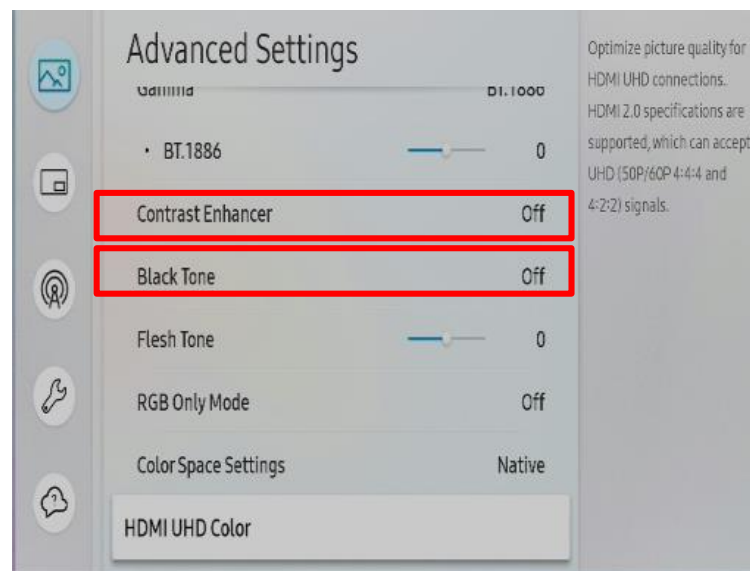 Advanced Settings
Gamma BT.1886
· BT.1886 0
Contrast Enhancer Off
Black Tone Off
Flesh Tone 0
RGB Only Mode Off
Color Space Settings Native
HDMI UHD Color
Optimize picture quality for
HDMI UHD connections.
HDMI 2.0 specifications are
supported, which can accept
UHD (50P/60P 4:4:4 and
4:2:2) signals.